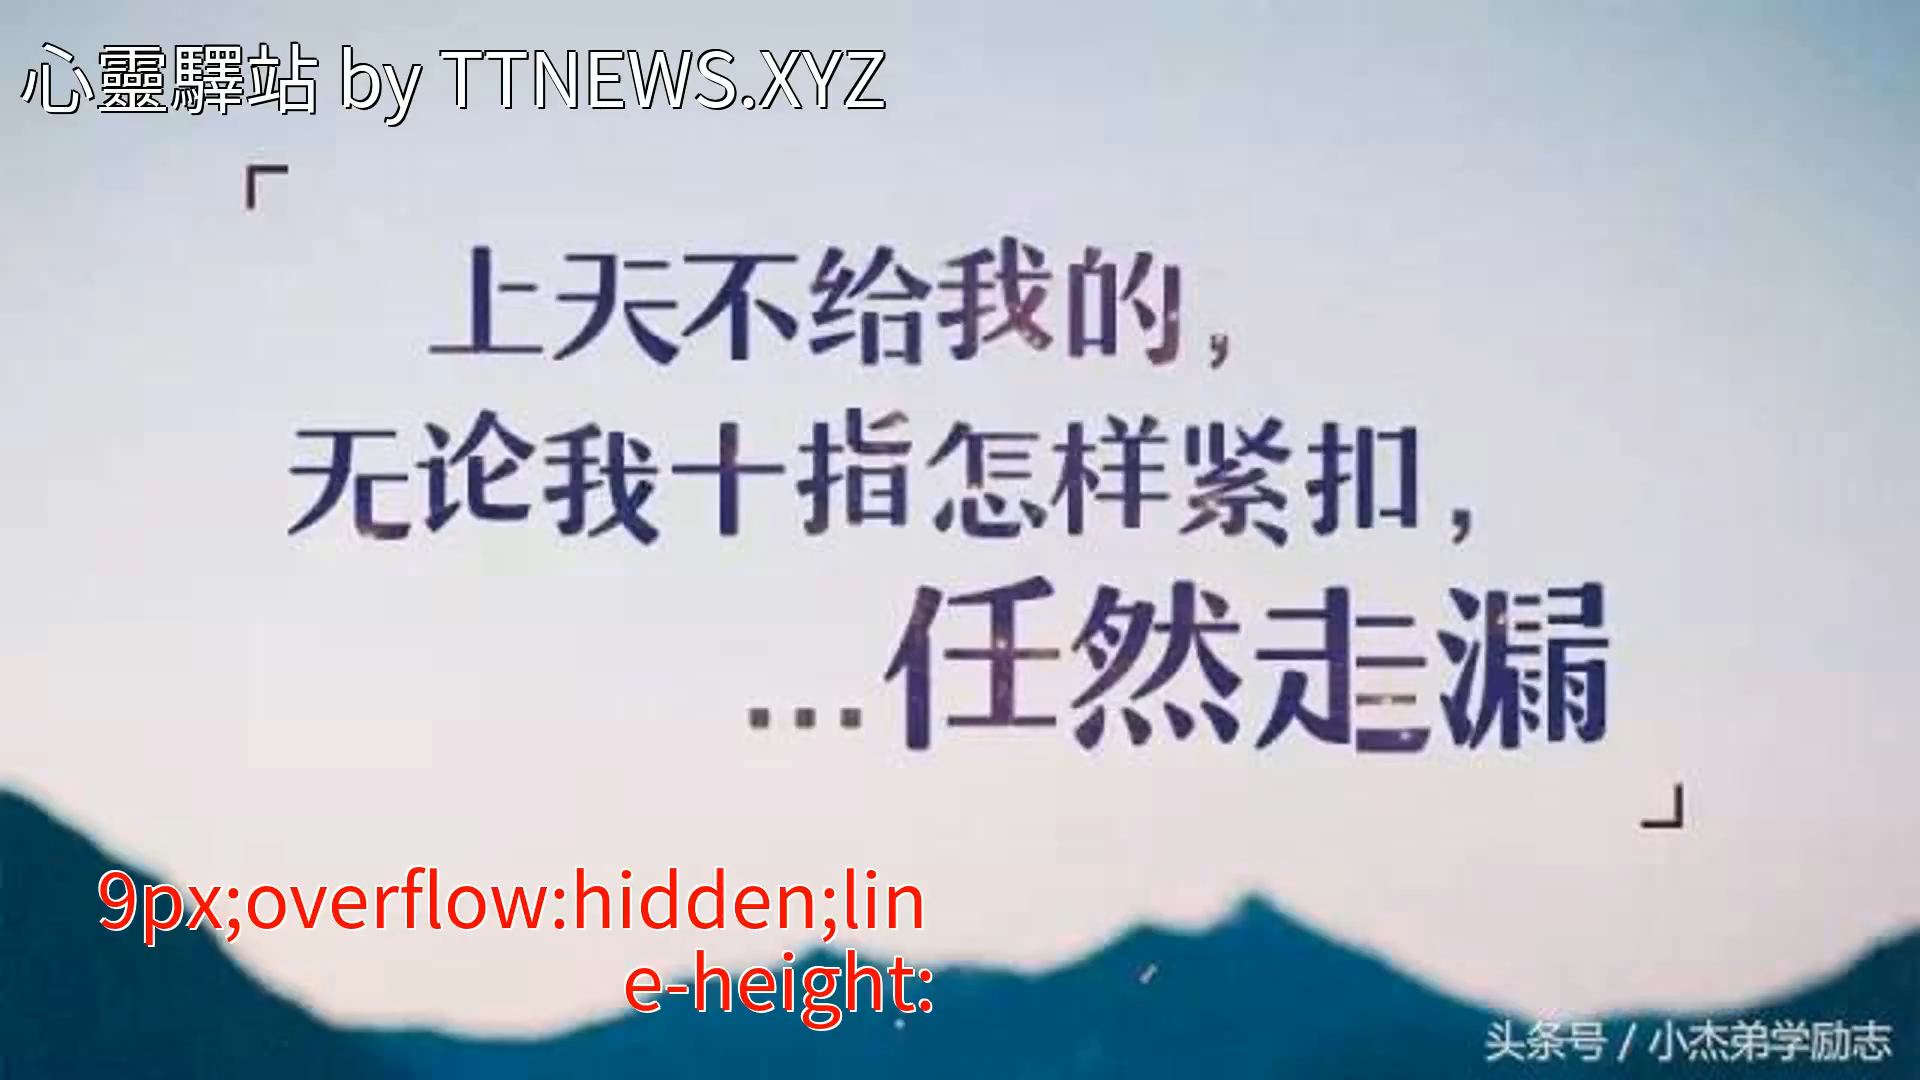 心靈驛站 by TTNEWS.XYZ
「
上天不给我的，
无论我十指怎样紧扣，
...任然走漏
」
9px;overflow:hidden;lin
e-height:
头条号 / 小杰弟学励志